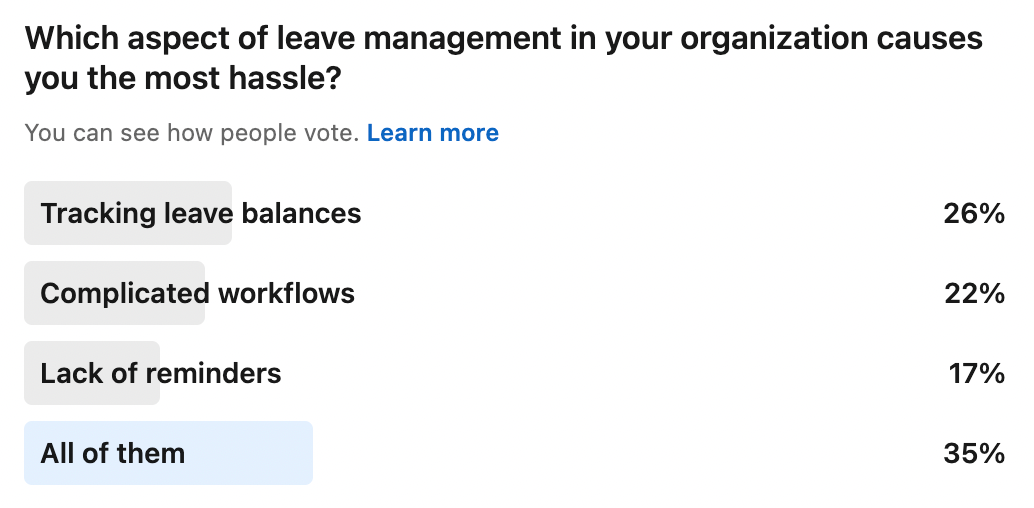 Which aspect of leave management in your organization causes
you the most hassle?
You can see how people vote. Learn more
Tracking leave balances 26%
Complicated workflows 22%
Lack of reminders 17%
All of them 35%